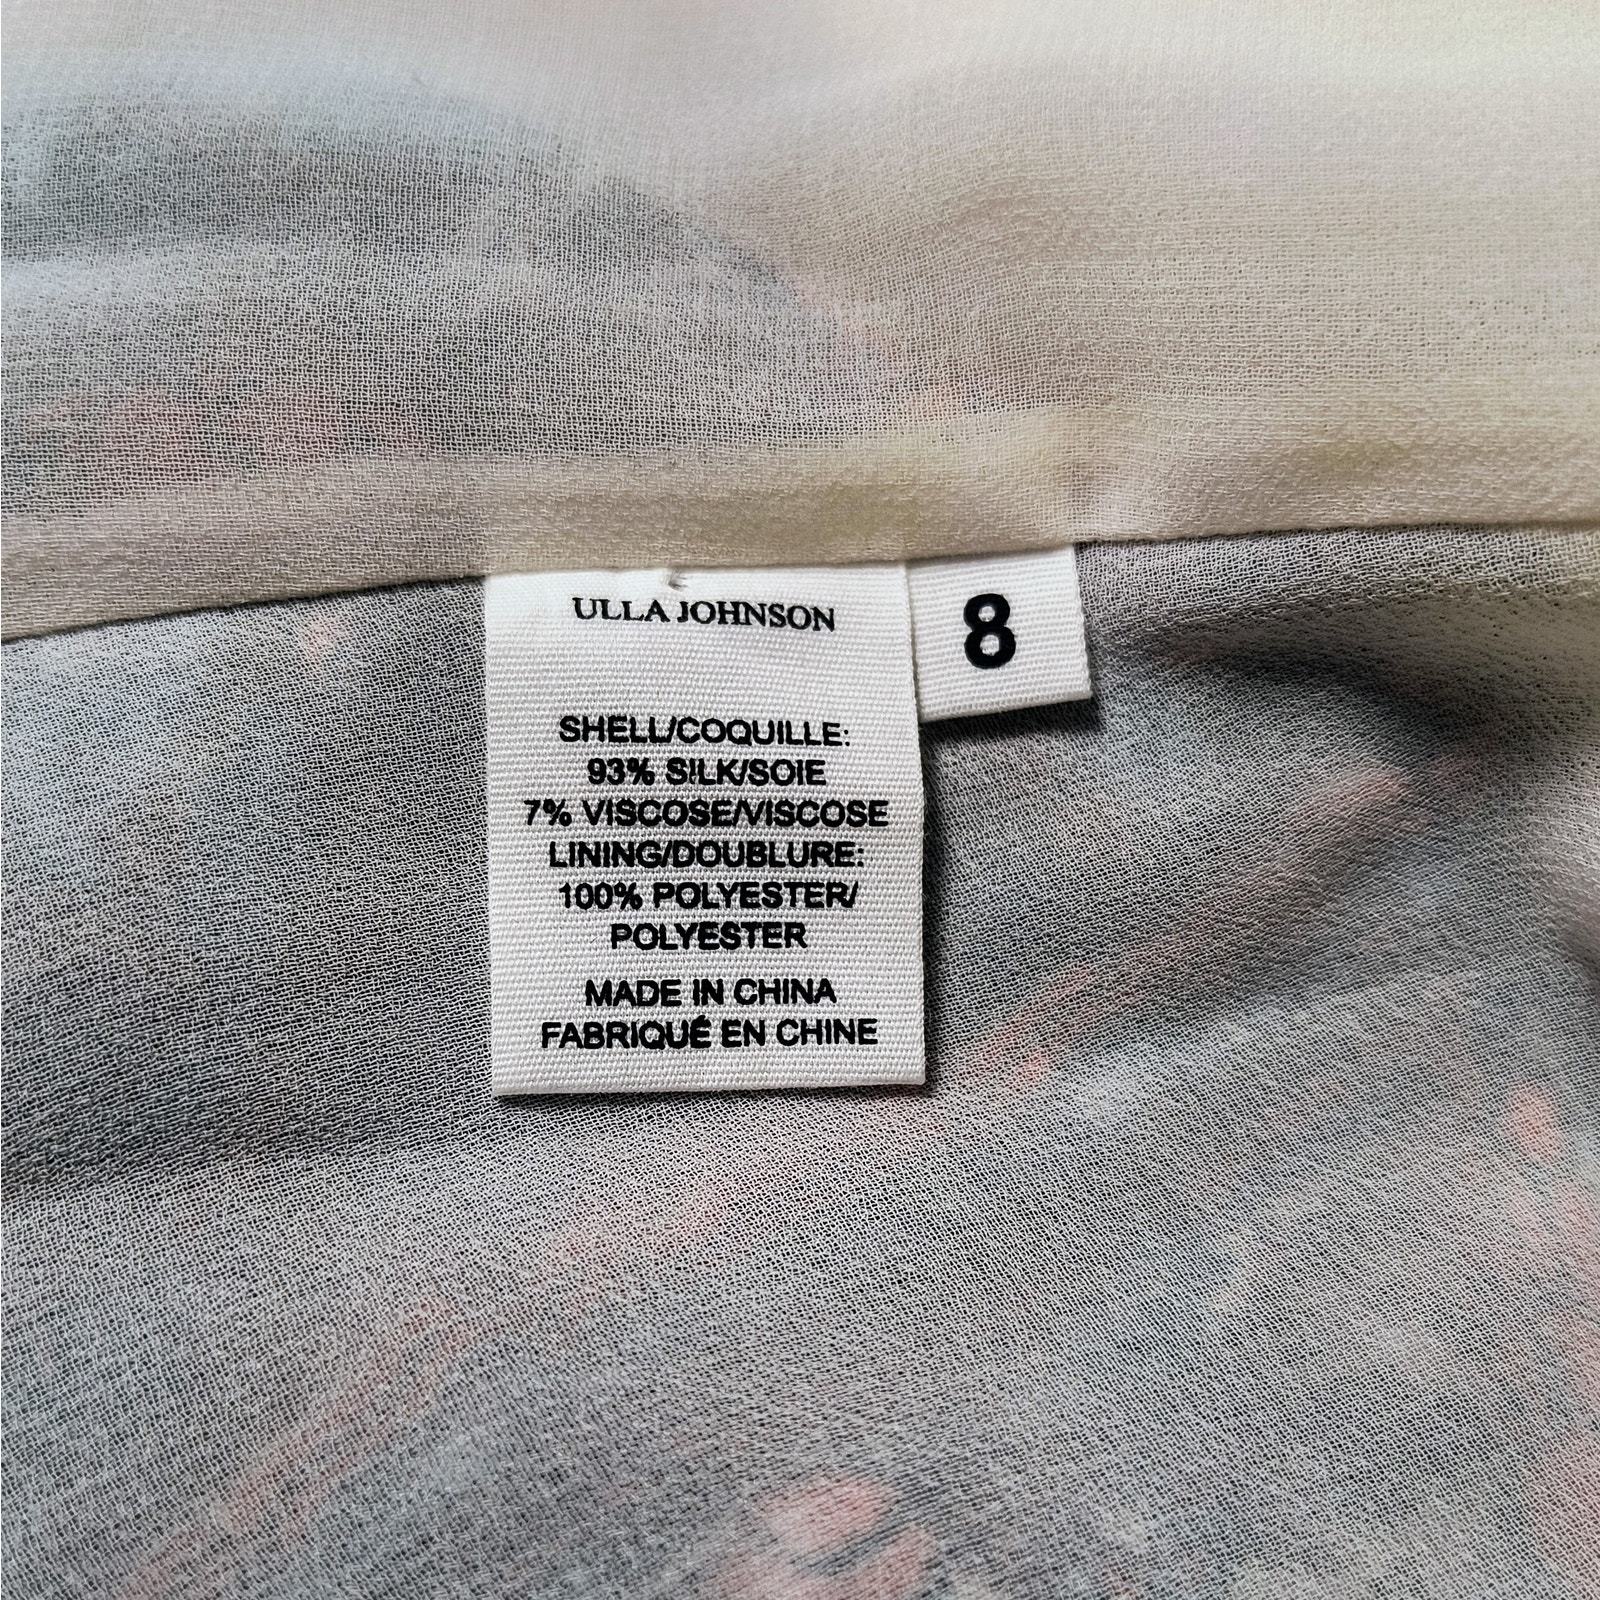 ULLA JOHNSON
8
SHELL/COQUILLE:
93% SILK/SOIE
7% VISCOSE/VISCOSE
LINING/DOUBLURE:
100% POLYESTER/
POLYESTER
MADE IN CHINA
FABRIQUÉ EN CHINE